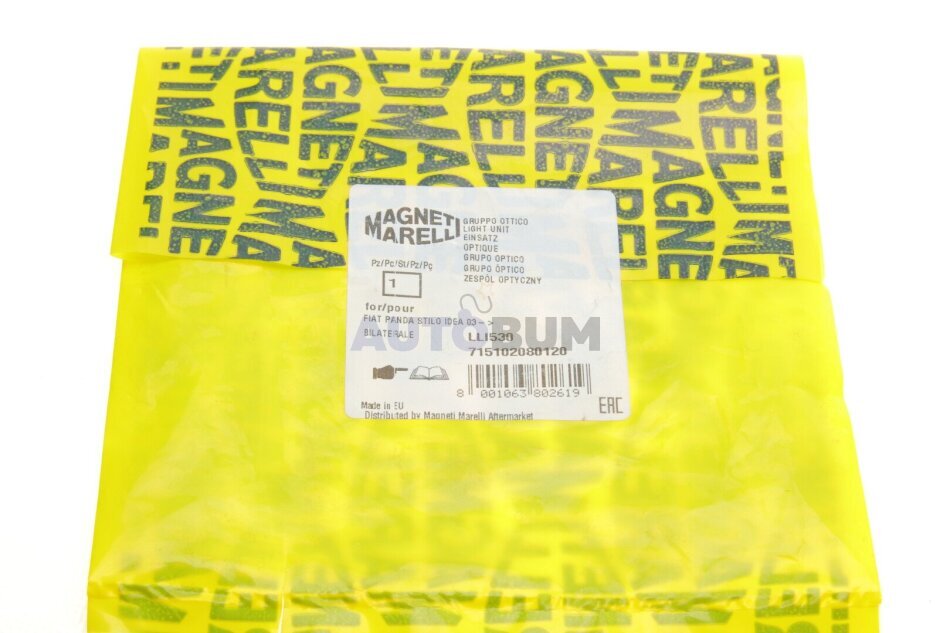 MAGNETI
MARELLI
GRUPPO OTTICO
LIGHT UNIT
EINSATZ
OPTIQUE
GRUPO OPTICO
GRUPO ÓPTICO
ZESPÓL OPTYCZNY
Pz/Pc/St/Pz/Pç
1
for/pour
FIAT PANDA STILO IDEA 03->
BILATERALE
LLI530
715102080120
AUTOBUM
8 001063 802619
EAC
Made in EU
Distributed by Magneti Marelli Aftermarket